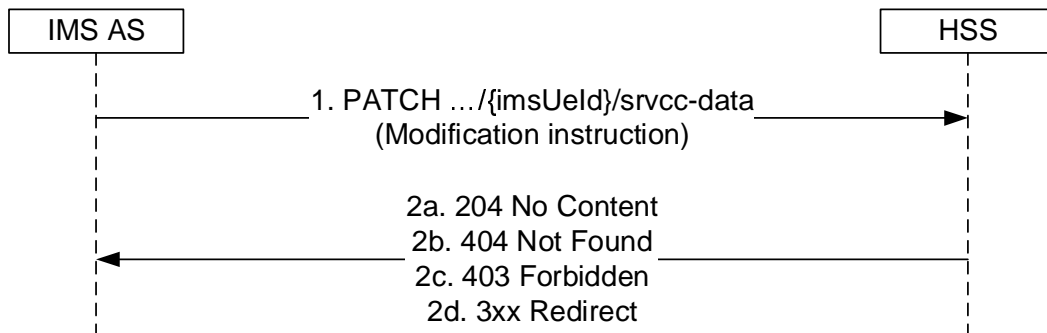 IMS AS
HSS
1. PATCH …/{imsUeId}/srvcc-data
(Modification instruction)
2a. 204 No Content
2b. 404 Not Found
2c. 403 Forbidden
2d. 3xx Redirect